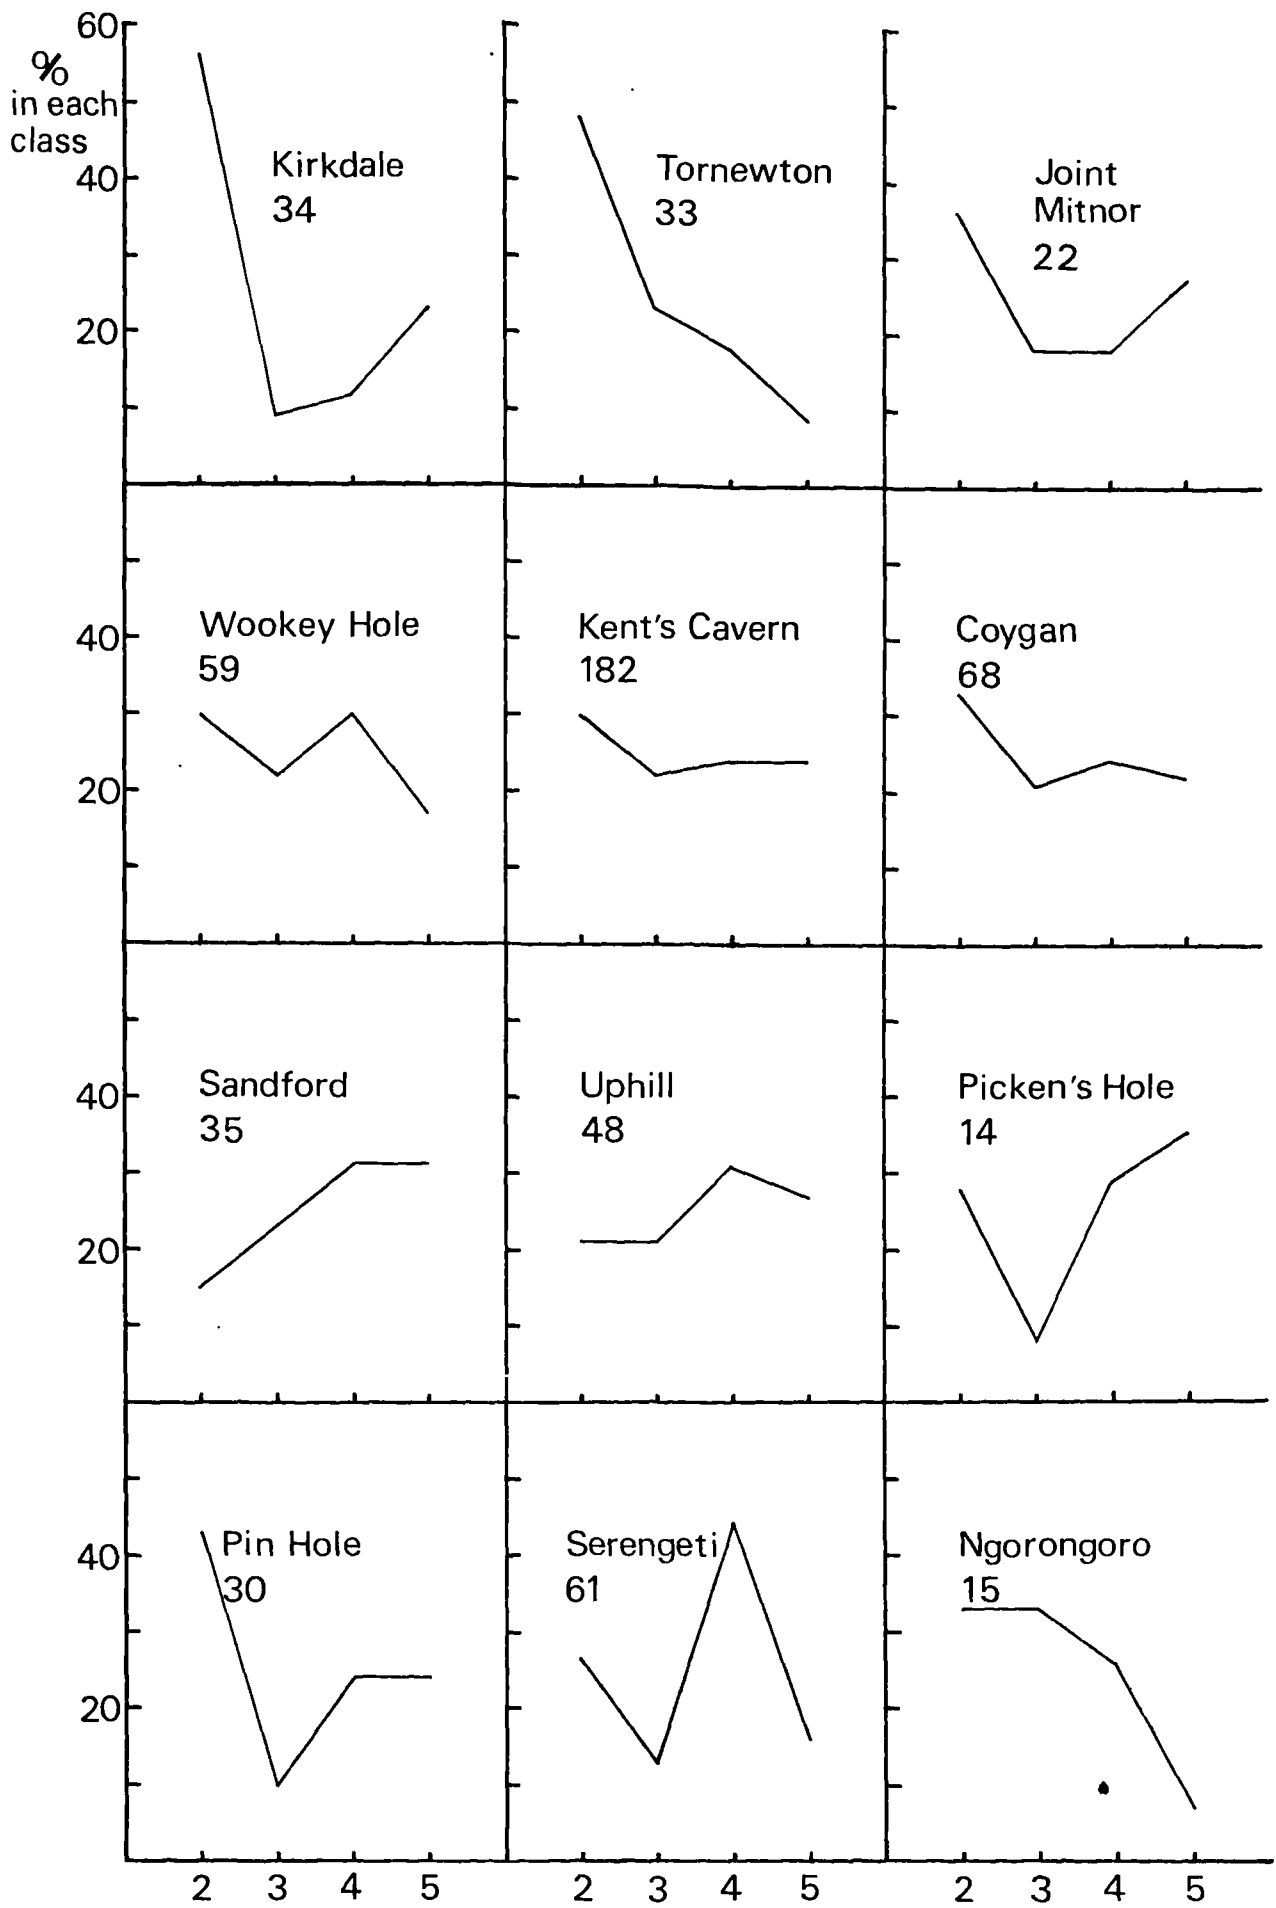 60
%
in each
class
40
20
Kirkdale
34
Tornewton
33
Joint
Mitnor
22
40
20
Wookey Hole
59
Kent's Cavern
182
Coygan
68
40
20
Sandford
35
Uphill
48
Picken's Hole
14
40
20
Pin Hole
30
Serengeti
61
Ngorongoro
15
2 3 4 5 2 3 4 5 2 3 4 5